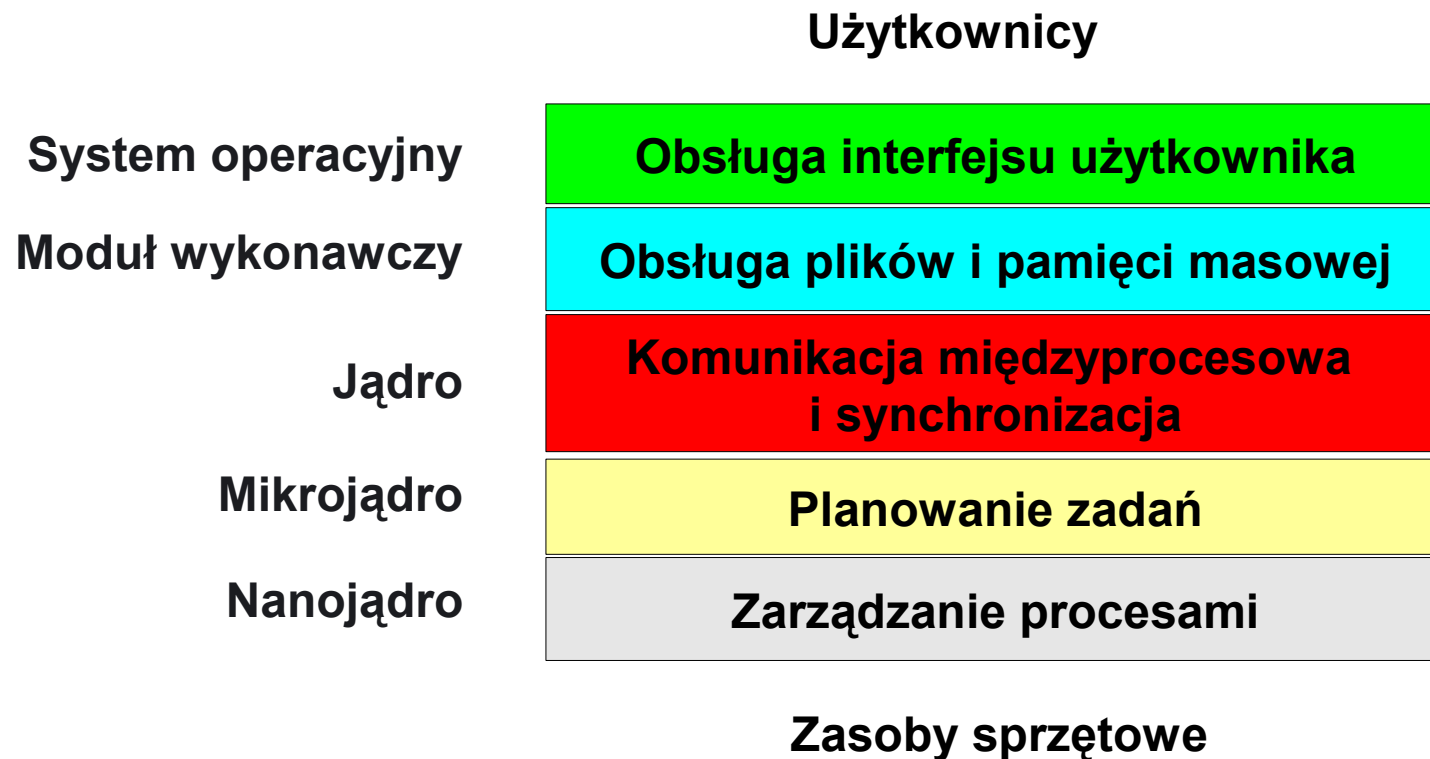 Użytkownicy
System operacyjny
Obsługa interfejsu użytkownika
Moduł wykonawczy
Obsługa plików i pamięci masowej
Jądro
Komunikacja międzyprocesowa
i synchronizacja
Mikrojądro
Planowanie zadań
Nanojądro
Zarządzanie procesami
Zasoby sprzętowe